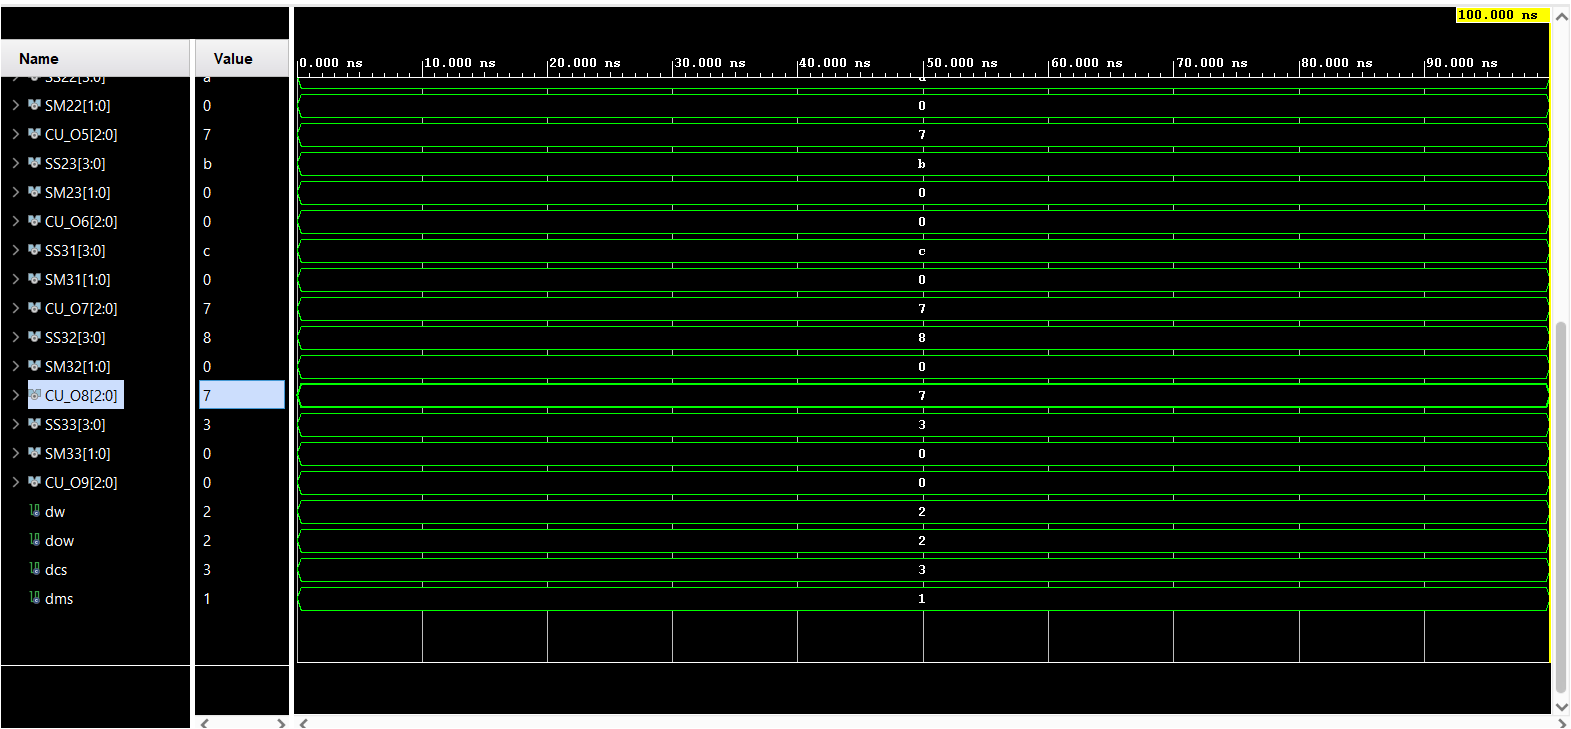 100.000 ns
Name Value
0.000 ns 10.000 ns 20.000 ns 30.000 ns 40.000 ns 50.000 ns 60.000 ns 70.000 ns 80.000 ns 90.000 ns
SS22[3:0] a a
SM22[1:0] 0 0
CU_O5[2:0] 7 7
SS23[3:0] b b
SM23[1:0] 0 0
CU_O6[2:0] 0 0
SS31[3:0] c c
SM31[1:0] 0 0
CU_O7[2:0] 7 7
SS32[3:0] 8 8
SM32[1:0] 0 0
CU_O8[2:0] 7 7
SS33[3:0] 3 3
SM33[1:0] 0 0
CU_O9[2:0] 0 0
dw 2 2
dow 2 2
dcs 3 3
dms 1 1